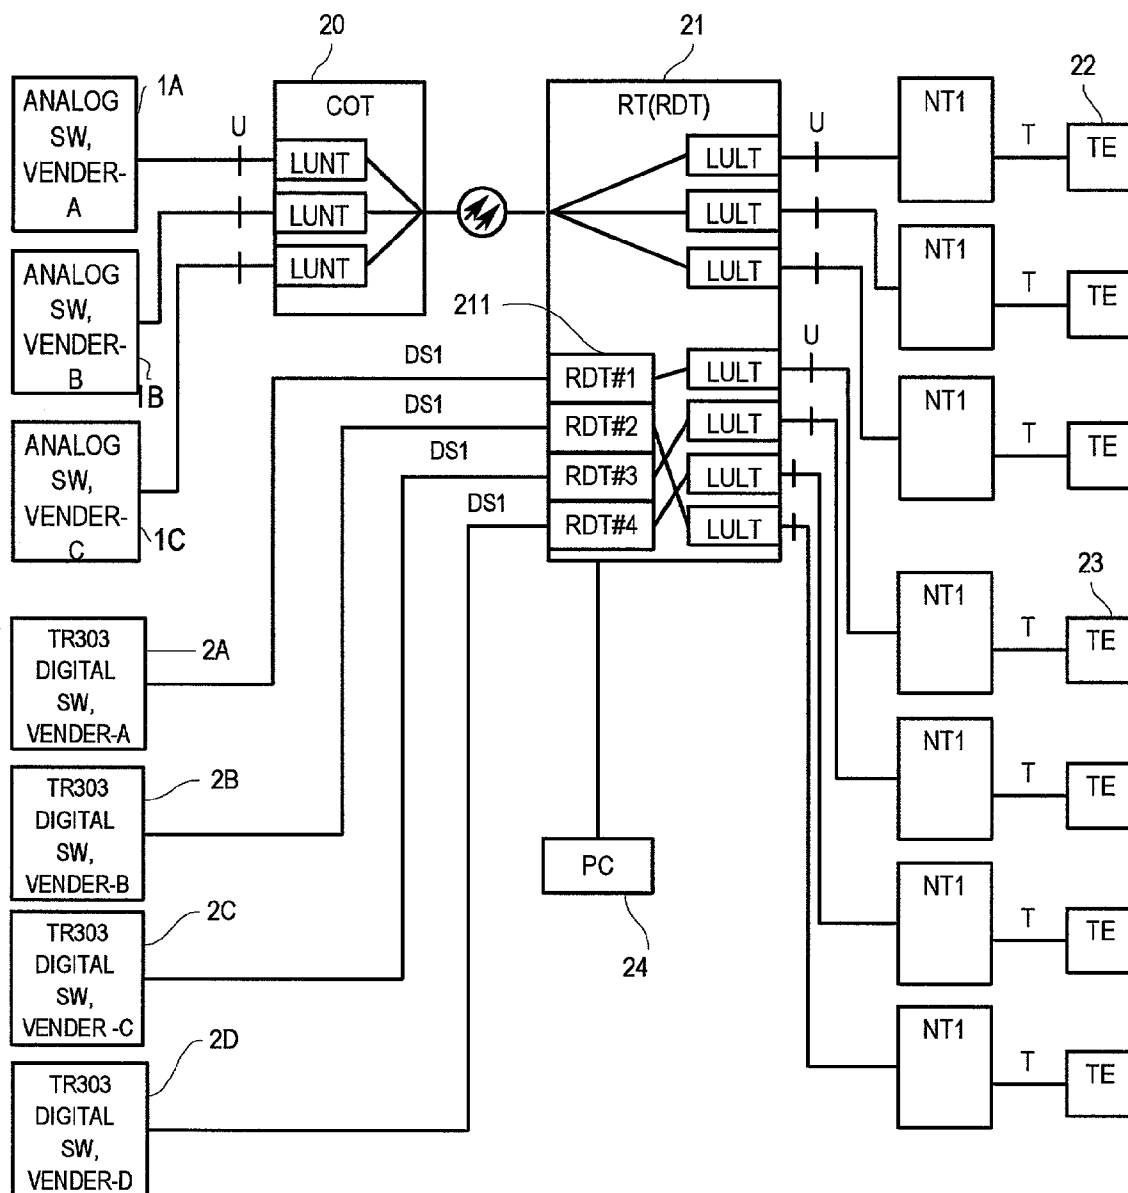 20
21
22
1A
ANALOG
SW,
VENDER-
A
U
COT
LUNT
LUNT
LUNT
RT(RDT)
LULT
LULT
LULT
U
NT1
T
TE
ANALOG
SW,
VENDER-
B
1B
NT1
T
TE
ANALOG
SW,
VENDER-
C
1C
NT1
T
TE
211
DS1
DS1
DS1
DS1
RDT#1
RDT#2
RDT#3
RDT#4
LULT
LULT
LULT
LULT
U
23
TR303
DIGITAL
SW,
VENDER-A
2A
NT1
T
TE
TR303
DIGITAL
SW,
VENDER-B
2B
NT1
T
TE
PC
24
TR303
DIGITAL
SW,
VENDER -C
2C
NT1
T
TE
TR303
DIGITAL
SW,
VENDER-D
2D
NT1
T
TE